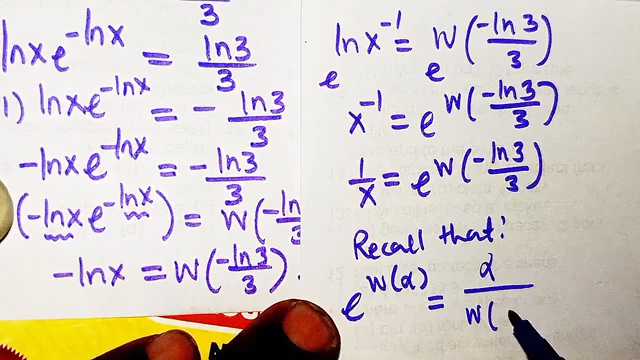 3
lnxe^-lnx = ln3/3
1) lnxe^-lnx = - ln3/3
-lnxe^-lnx = -ln3/3
(-lnxe^-lnx) = W(-ln/3
-lnx = W(-ln3/3).
e^lnx^-1 = e^W(-ln3/3)
x^-1 = e^W(-ln3/3)
1/x = e^W(-ln3/3)
Recall that:
e^W(α) = α/W(